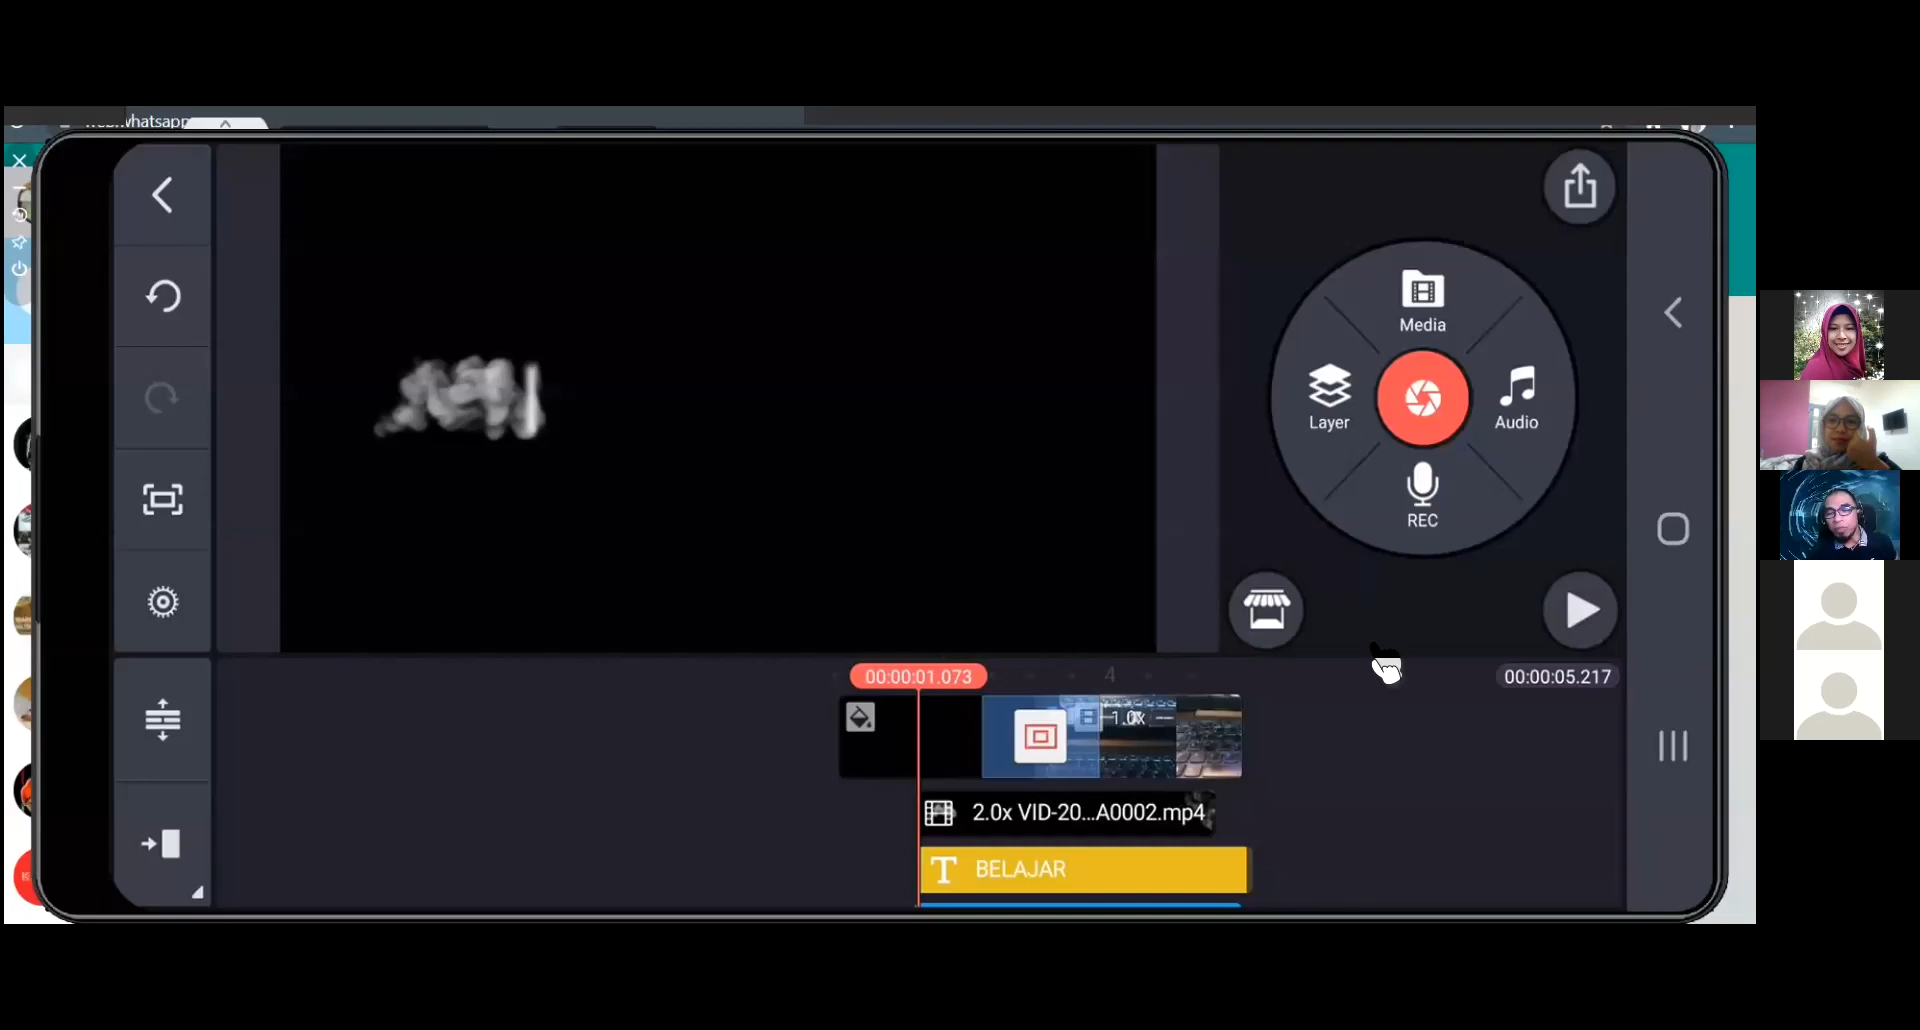 whatsapp
Media
Layer
Audio
REC
00:00:01.073
4
00:00:05.217
1.0x
2.0x VID-20...A0002.mp4
T BELAJAR